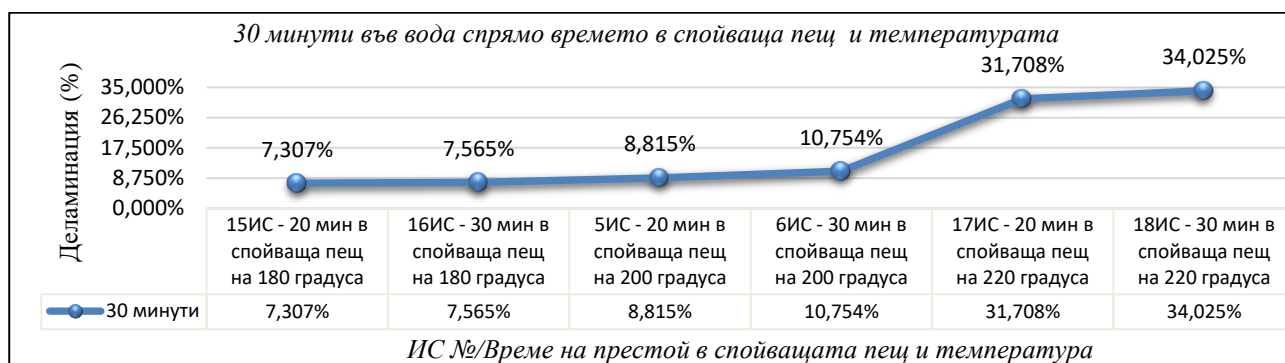 30 минути във вода спрямо времето в спойваща пещ и температурата
Деламинация (%)
35,000%
26,250%
17,500%
8,750%
0,000%
7,307%
7,565%
8,815%
10,754%
31,708%
34,025%
15ИС - 20 мин в
спойваща пещ
на 180 градуса
16ИС - 30 мин в
спойваща пещ
на 180 градуса
5ИС - 20 мин в
спойваща пещ
на 200 градуса
6ИС - 30 мин в
спойваща пещ
на 200 градуса
17ИС - 20 мин в
спойваща пещ
на 220 градуса
18ИС - 30 мин в
спойваща пещ
на 220 градуса
30 минути 7,307% 7,565% 8,815% 10,754% 31,708% 34,025%
ИС №/Време на престой в спойващата пещ и температура